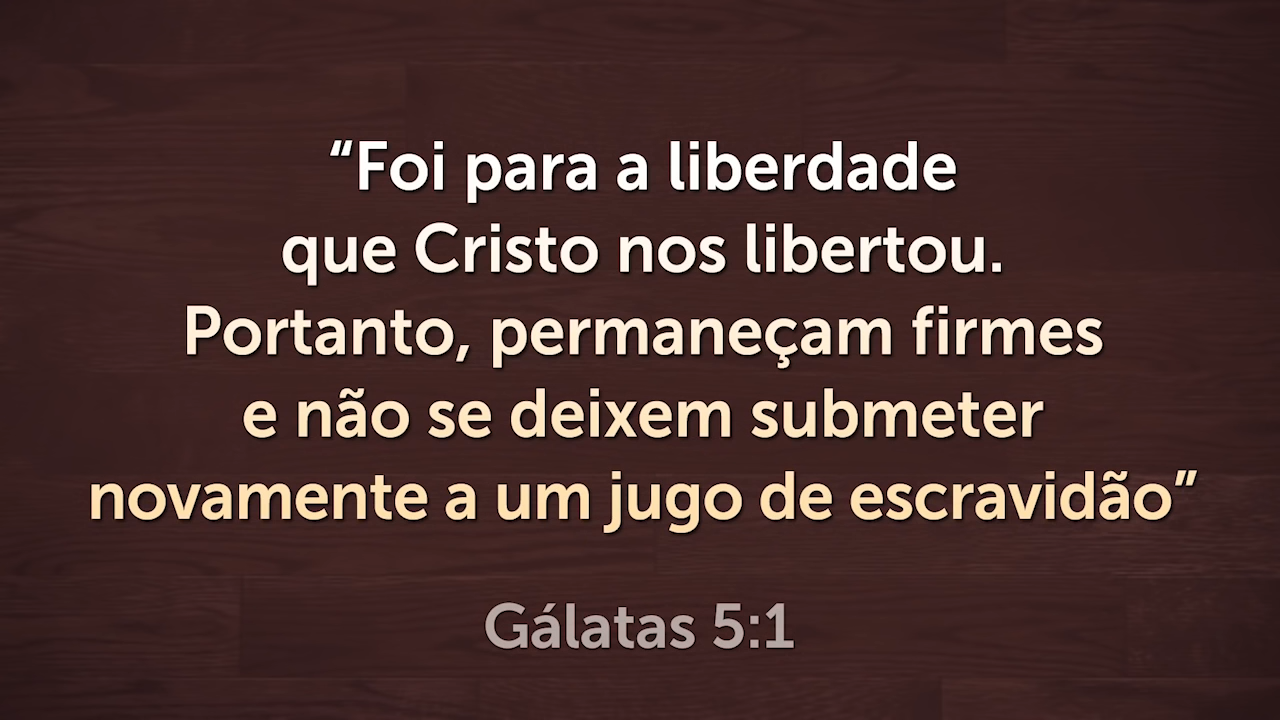 “Foi para a liberdade
que Cristo nos libertou.
Portanto, permaneçam firmes
e não se deixem submeter
novamente a um jugo de escravidão”
Gálatas 5:1